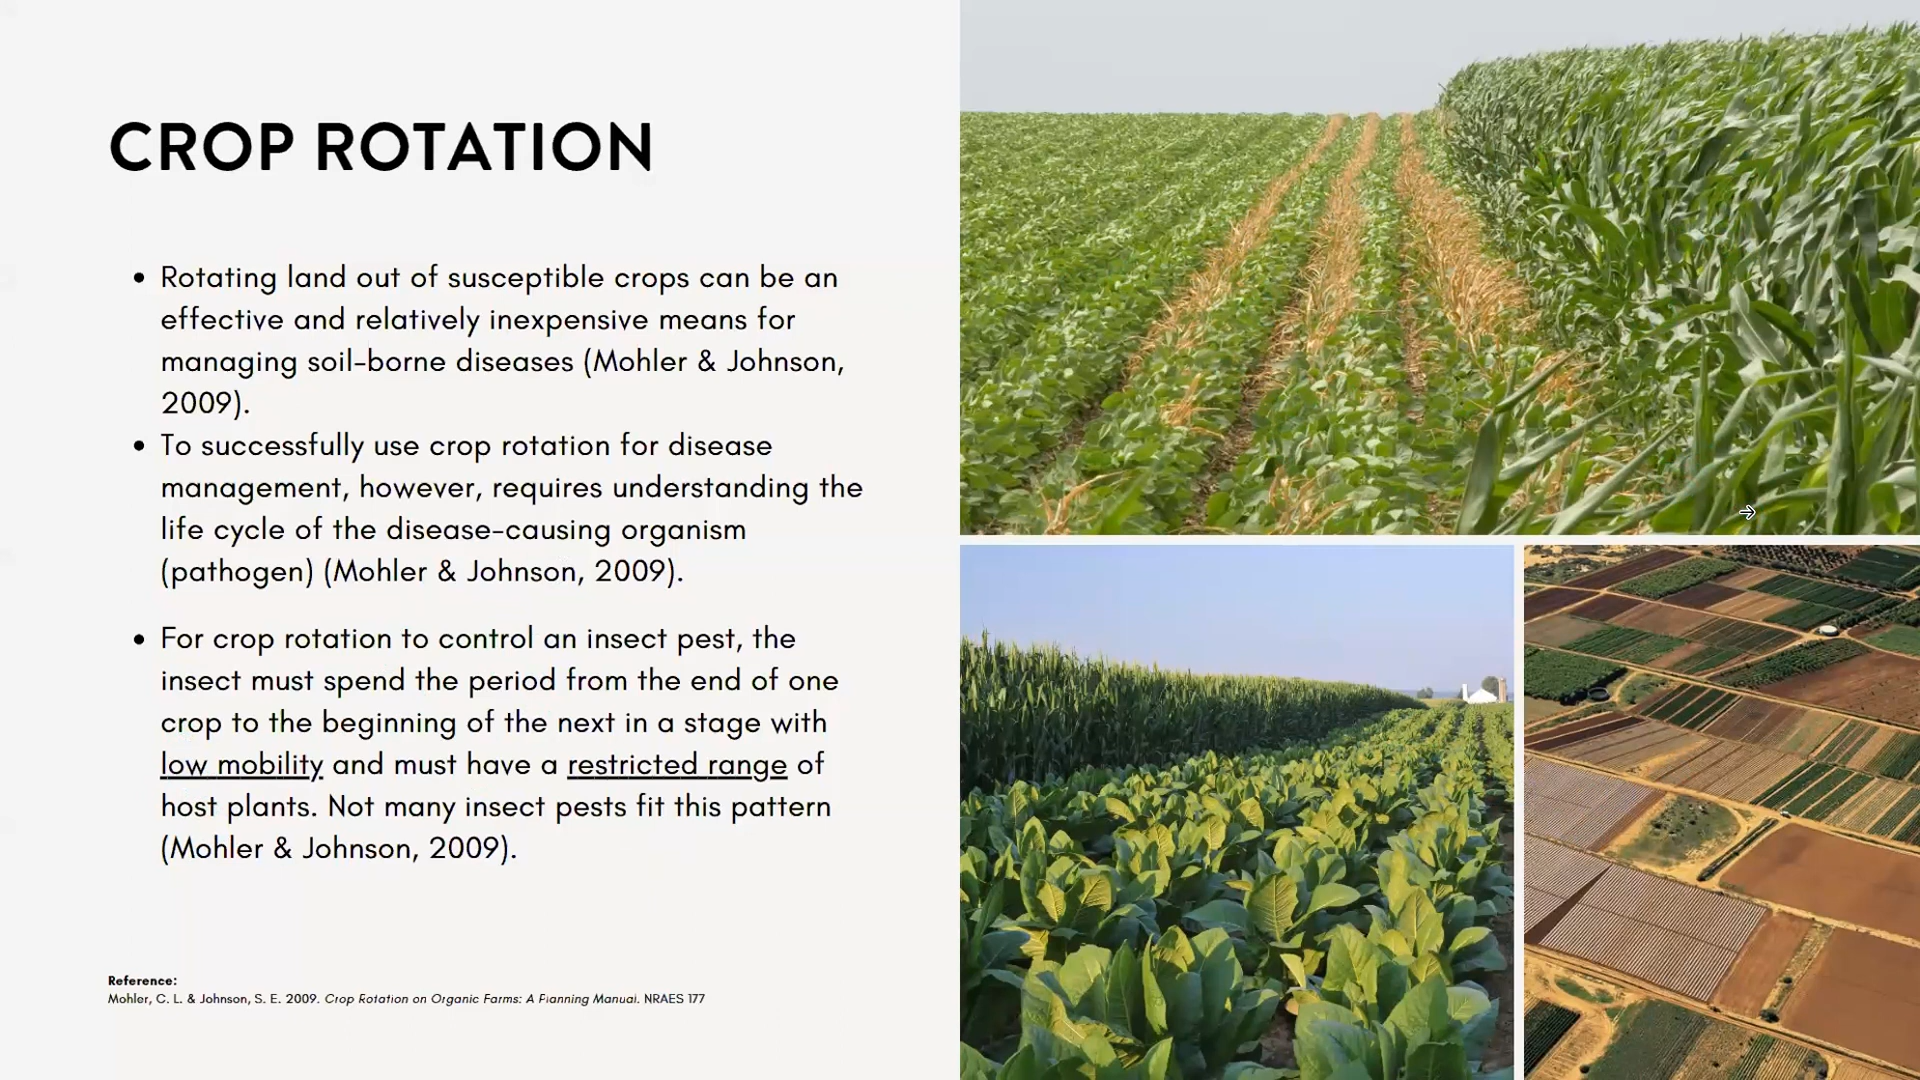 CROP ROTATION
• Rotating land out of susceptible crops can be an
effective and relatively inexpensive means for
managing soil-borne diseases (Mohler & Johnson,
2009).
• To successfully use crop rotation for disease
management, however, requires understanding the
life cycle of the disease-causing organism
(pathogen) (Mohler & Johnson, 2009).
• For crop rotation to control an insect pest, the
insect must spend the period from the end of one
crop to the beginning of the next in a stage with
low mobility and must have a restricted range of
host plants. Not many insect pests fit this pattern
(Mohler & Johnson, 2009).
Reference:
Mohler, C. L. & Johnson, S. E. 2009. Crop Rotation on Organic Farms: A Planning Manual. NRAES 177